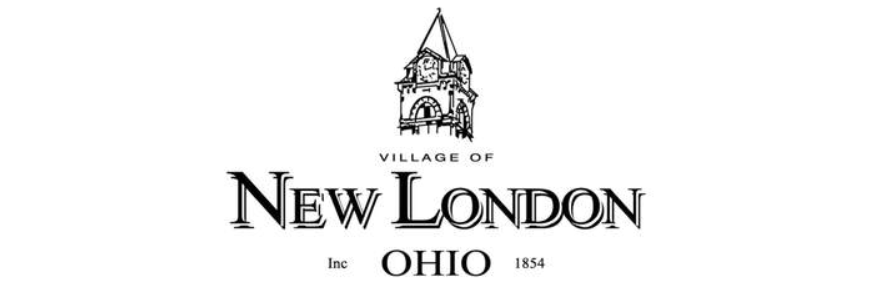 VILLAGE OF
NEW LONDON
Inc OHIO 1854